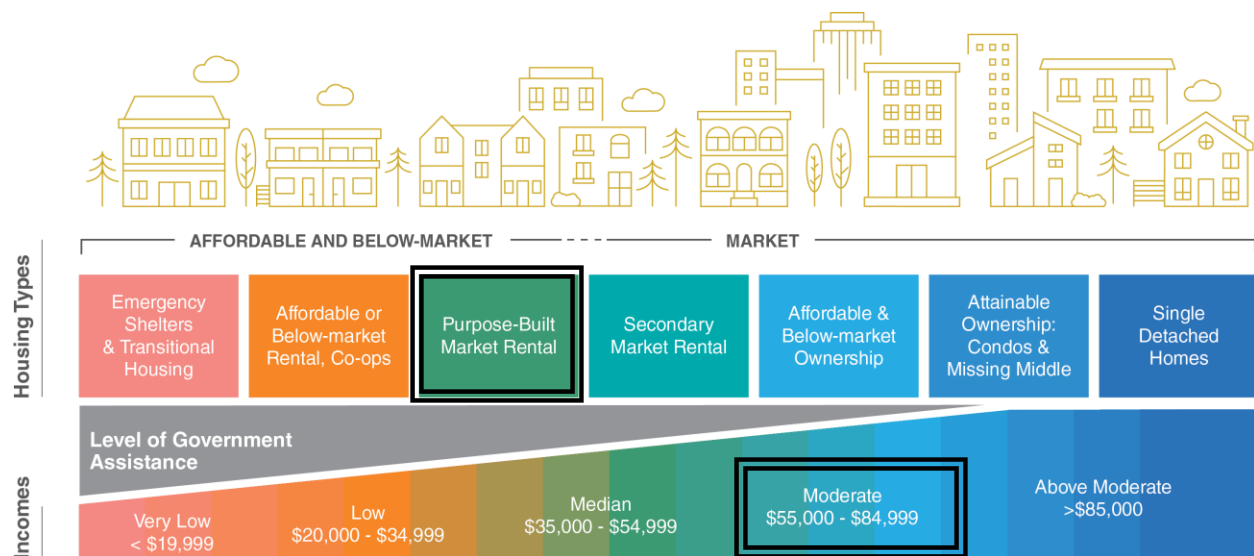 AFFORDABLE AND BELOW-MARKET
MARKET
Housing Types
Emergency
Shelters
& Transitional
Housing
Affordable or
Below-market
Rental, Co-ops
Purpose-Built
Market Rental
Secondary
Market Rental
Affordable &
Below-market
Ownership
Attainable
Ownership:
Condos &
Missing Middle
Single
Detached
Homes
Level of Government
Assistance
Incomes
Very Low
< $19,999
Low
$20,000 - $34,999
Median
$35,000 - $54,999
Moderate
$55,000 - $84,999
Above Moderate
>$85,000